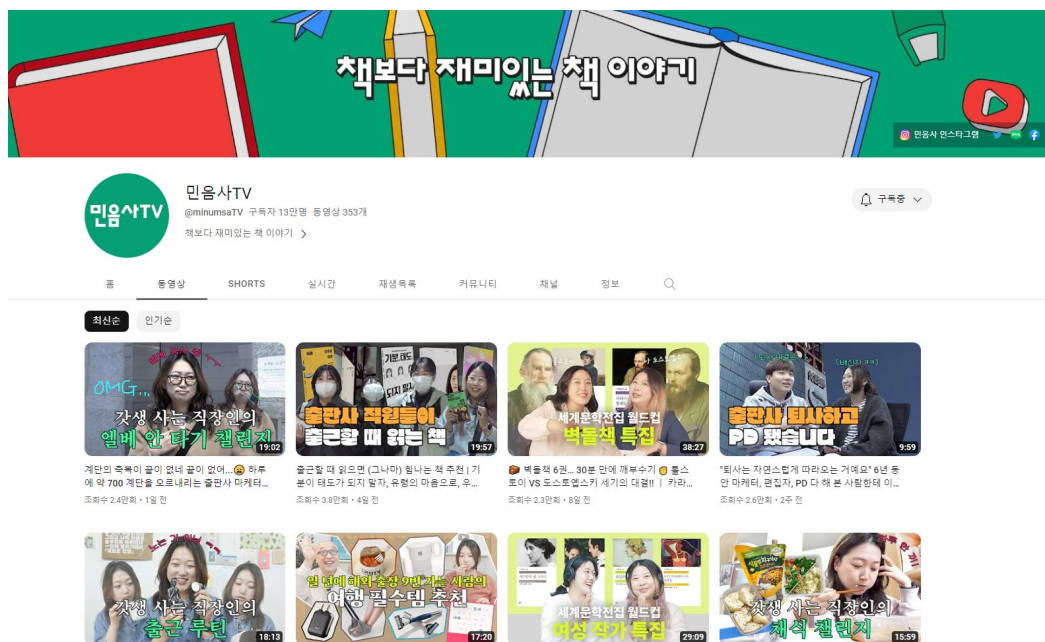 책보다 재미있는 책 이야기
민음사 인스타그램
민음사TV
민음사TV
@minumsaTV 구독자 13만명 동영상 353개
책보다 재미있는 책 이야기
구독중
홈 동영상 SHORTS 실시간 재생목록 커뮤니티 채널 정보
최신순 인기순
OMG...
갓생 사는 직장인의
엘베 안 타기 챌린지
19:02
출판사 직원들이
출근할 때 읽는 책
19:57
세계문학전집 월드컵
벽돌책 특집
38:27
출판사 퇴사하고
PD 됐습니다
9:59
계단의 축복이 끝이 없네 끝이 없어...😥 하루
에 약 700 계단을 오르내리는 출판사 마케터...
조회수 2.4만회 • 1일 전
출근할 때 읽으면 (그나마) 힘나는 책 추천 | 기
분이 태도가 되지 말자, 유령의 마음으로, 우...
조회수 3.8만회 • 4일 전
벽돌책 6권... 30분 만에 깨부수기 톨스
토이 VS 도스토옙스키 세기의 대결!! | 카라...
조회수 2.3만회 • 8일 전
"퇴사는 자연스럽게 따라오는 거예요" 6년 동
안 마케터, 편집자, PD 다 해 본 사람한테 이...
조회수 2.6만회 • 2주 전
노는 거 아님
갓생 사는 직장인의
출근 루틴
18:13
일 년에 해외 출장 9번 가는 사람의
여행 필수템 추천
17:20
세계문학전집 월드컵
여성 작가 특집
29:09
갓생 사는 직장인의
채식 챌린지
15:59